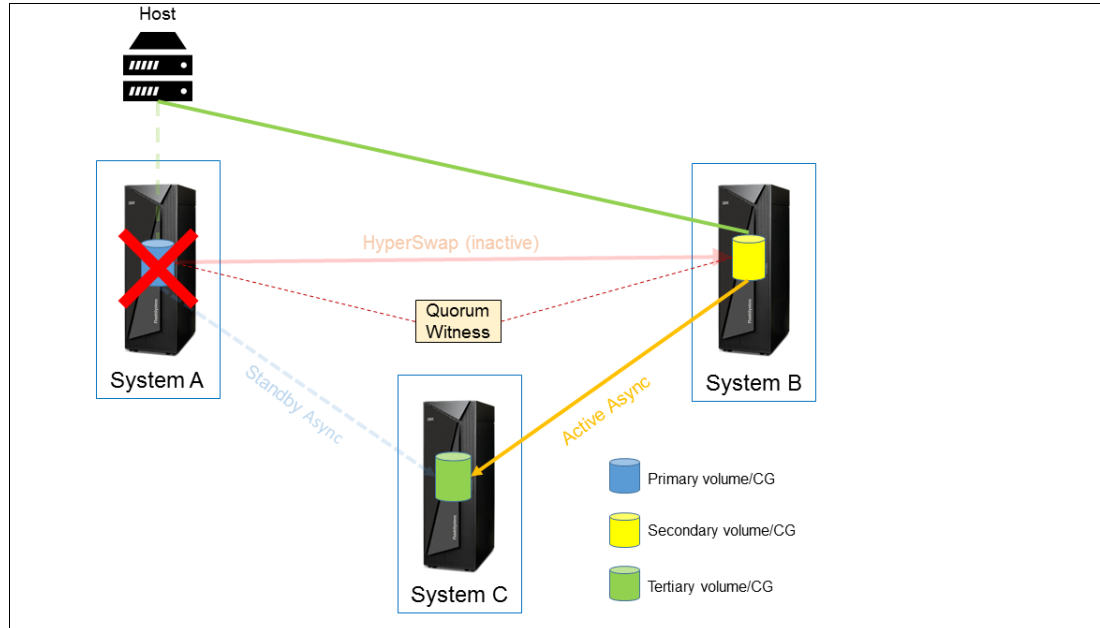 Host
HyperSwap (inactive)
Quorum
Witness
System A
System B
Standby Async
Active Async
System C
Primary volume/CG
Secondary volume/CG
Tertiary volume/CG